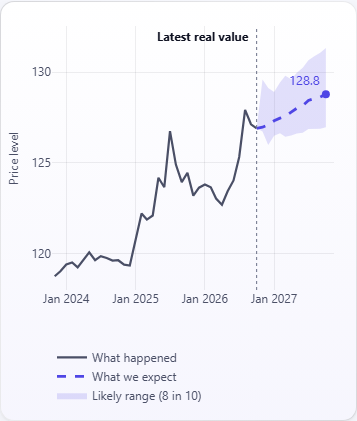 Latest real value
130
128.8
125
Price level
120
Jan 2024
Jan 2025
Jan 2026
Jan 2027
What happened
What we expect
Likely range (8 in 10)